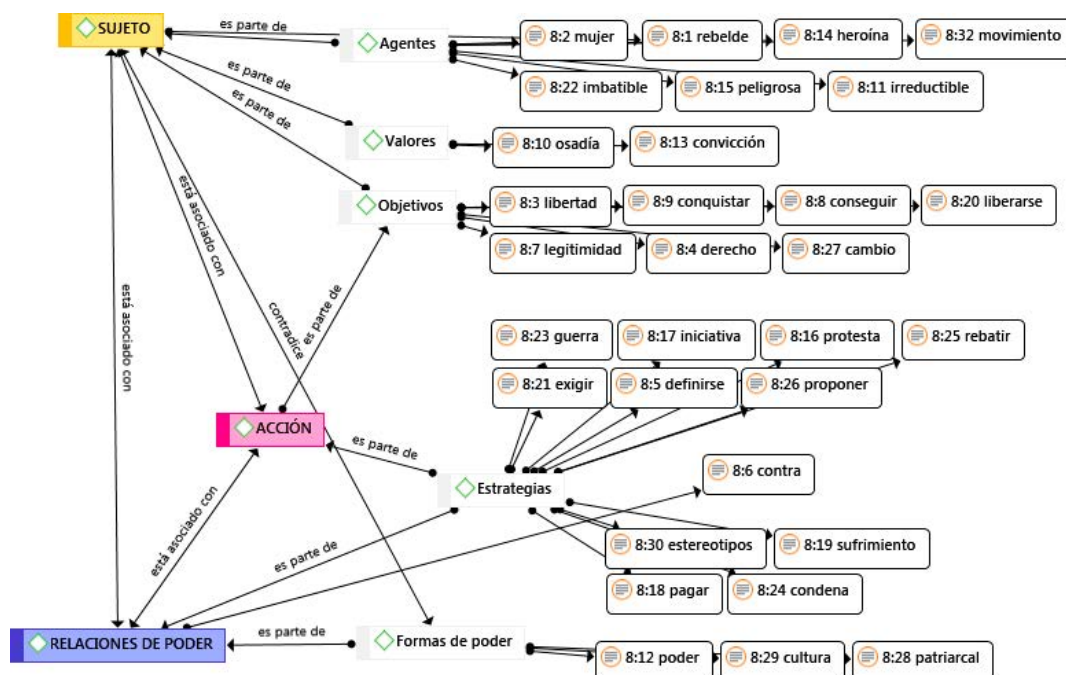 SUJETO
es parte de
Agentes
8:2 mujer
8:1 rebelde
8:14 heroína
8:32 movimiento
8:22 imbatible
8:15 peligrosa
8:11 irreductible
es parte de
es parte de
Valores
8:10 osadía
8:13 convicción
Objetivos
8:3 libertad
8:9 conquistar
8:8 conseguir
8:20 liberarse
8:7 legitimidad
8:4 derecho
8:27 cambio
está asociado con
está asociado con
contradice
es parte de
8:23 guerra
8:17 iniciativa
8:16 protesta
8:25 rebatir
8:21 exigir
8:5 definirse
8:26 proponer
ACCIÓN
es parte de
Estrategias
8:6 contra
está asociado con
es parte de
8:30 estereotipos
8:19 sufrimiento
8:18 pagar
8:24 condena
RELACIONES DE PODER
es parte de
Formas de poder
8:12 poder
8:29 cultura
8:28 patriarcal